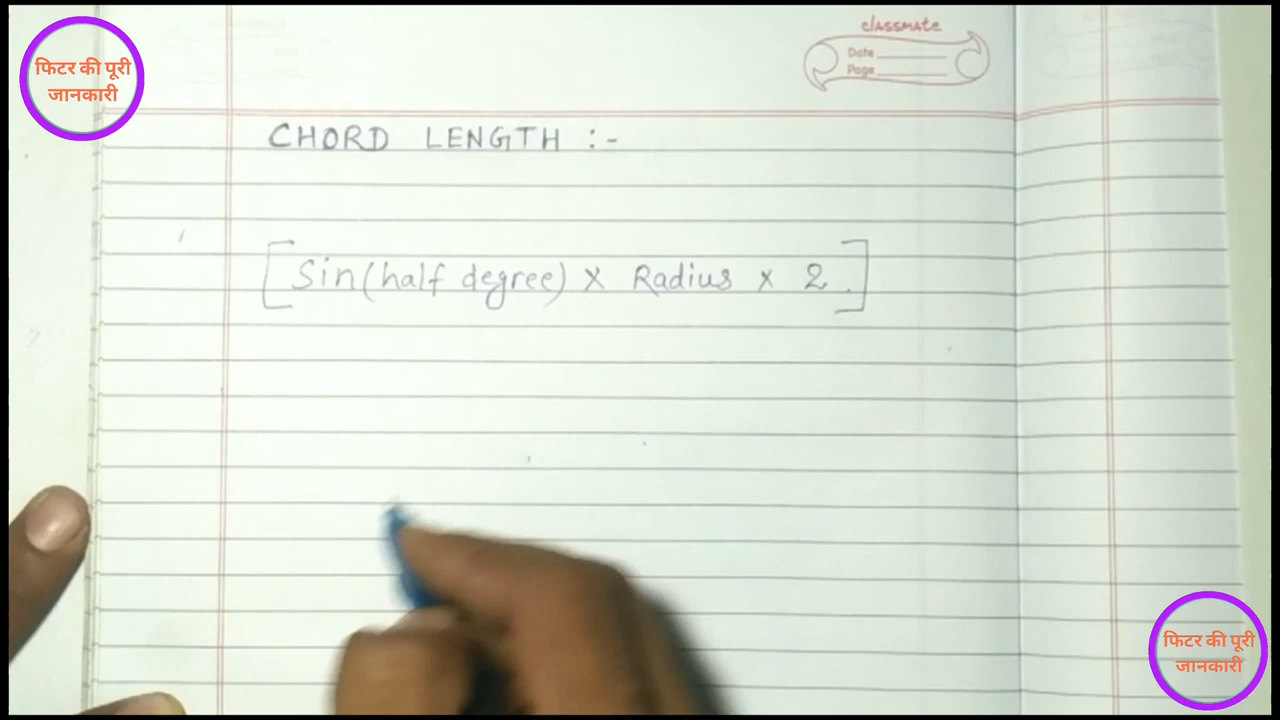 फिटर की पूरी
जानकारी
classmate
Date
Page
CHORD LENGTH :-
[Sin(half degree) × Radius × 2.]
फिटर की पूरी
जानकारी